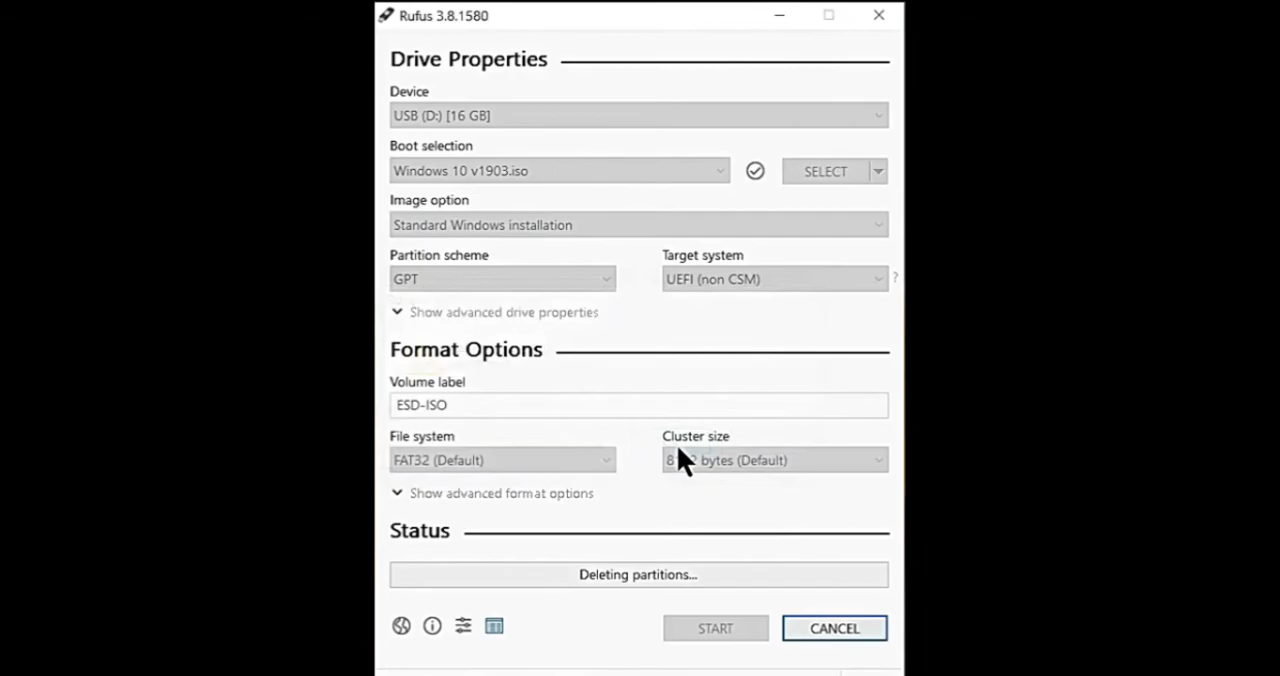 Rufus 3.8.1580
Drive Properties
Device
USB (D:) [16 GB]
Boot selection
Windows 10 v1903.iso
SELECT
Image option
Standard Windows installation
Partition scheme
Target system
GPT
UEFI (non CSM)
?
Show advanced drive properties
Format Options
Volume label
ESD-ISO
File system
Cluster size
FAT32 (Default)
bytes (Default)
Show advanced format options
Status
Deleting partitions...
START
CANCEL